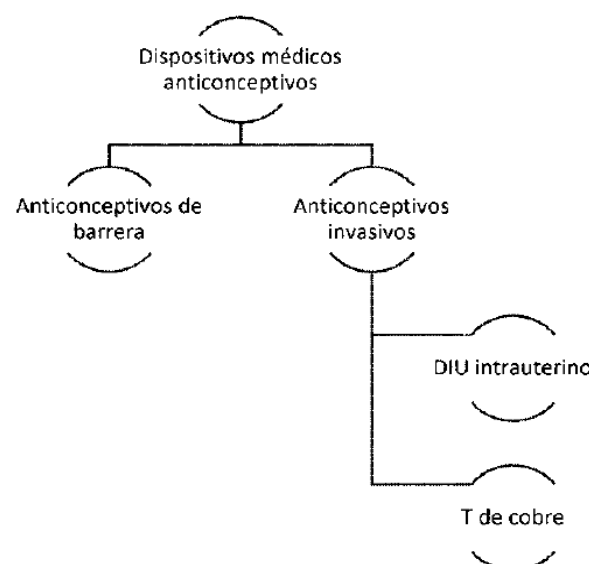 Dispositivos médicos
anticonceptivos
Anticonceptivos de
barrera
Anticonceptivos
invasivos
DIU intrauterino
T de cobre